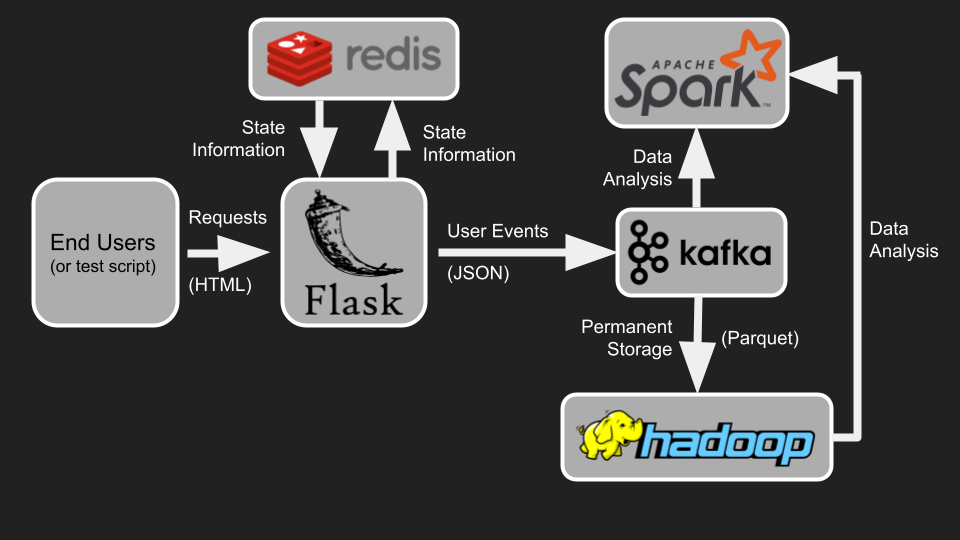 redis
APACHE
Spark™
State
Information
State
Information
Data
Analysis
End Users
(or test script)
Requests
(HTML)
Flask
User Events
(JSON)
kafka
Data
Analysis
Permanent
Storage
(Parquet)
hadoop